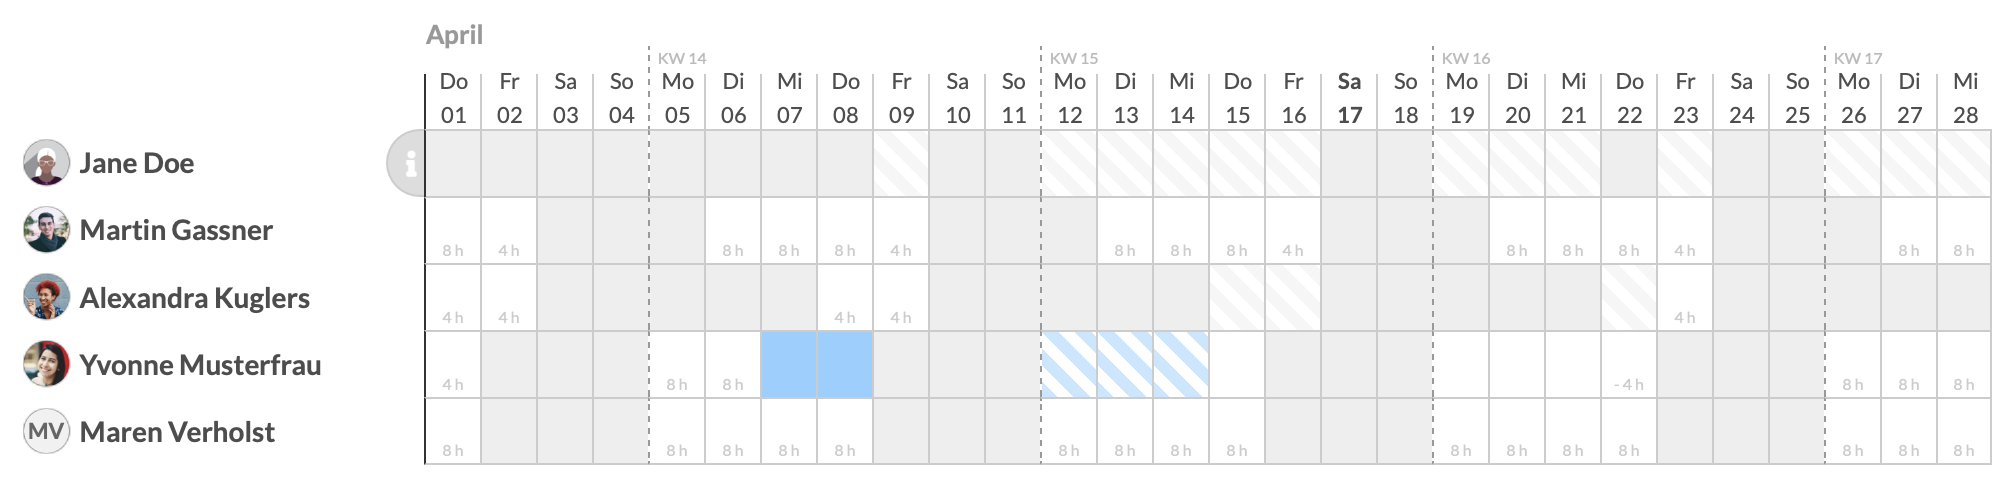 April
KW 14 KW 15 KW 16 KW 17
Do Fr Sa So Mo Di Mi Do Fr Sa So Mo Di Mi Do Fr Sa So Mo Di Mi Do Fr Sa So Mo Di Mi
01 02 03 04 05 06 07 08 09 10 11 12 13 14 15 16 17 18 19 20 21 22 23 24 25 26 27 28
Jane Doe i
Martin Gassner 8 h 4 h 8 h 8 h 8 h 4 h 8 h 8 h 8 h 4 h 8 h 8 h 8 h 4 h 8 h 8 h
Alexandra Kuglers 4 h 4 h 4 h 4 h 4 h
Yvonne Musterfrau 4 h 8 h 8 h - 4 h 8 h 8 h 8 h
MV Maren Verholst 8 h 8 h 8 h 8 h 8 h 8 h 8 h 8 h 8 h 8 h 8 h 8 h 8 h 8 h 8 h 8 h